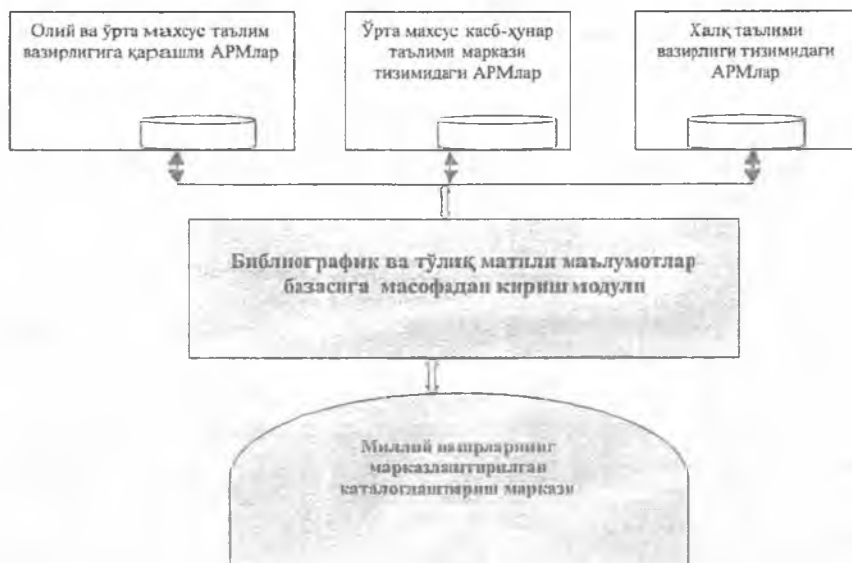 Олий ва ўрта махсус таълим
вазирлигига қарашли АРМлар
Ўрта махсус касб-ҳунар
таълими маркази
тизимидаги АРМлар
Халқ таълими
вазирлиги тизимидаги
АРМлар
Библиографик ва тўлиқ матнли маълумотлар
базасига масофадан кириш модули
Миллий нашрларнинг
марказлаштирилган
каталоглаштириш маркази